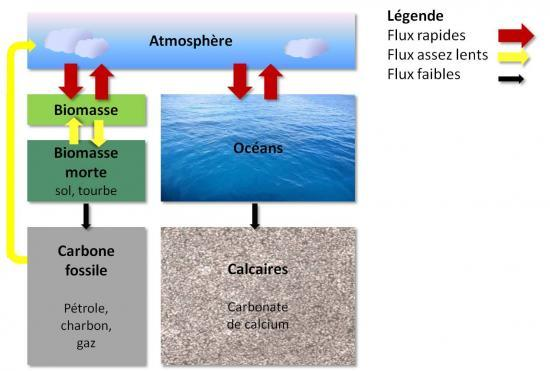 Atmosphère
Biomasse
Biomasse
morte
sol, tourbe
Océans
Carbone
fossile
Pétrole,
charbon,
gaz
Calcaires
Carbonate
de calcium
Légende
Flux rapides
Flux assez lents
Flux faibles